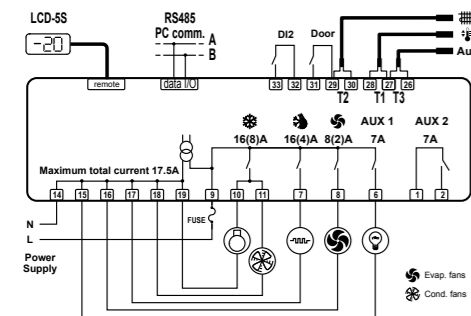 LCD-5S
RS485
PC comm.
A
B
DI2
Door
Au
-20
remote
data I/O
33 32 31 29 30 28 27 26
T2 T1 T3
16(8)A 16(4)A 8(2)A AUX 1 7A AUX 2 7A
Maximum total current 17.5A
14 15 16 17 18 19 9 10 11 7 8 6 1 2
N
L
FUSE
Power
Supply
Evap. fans
Cond. fans